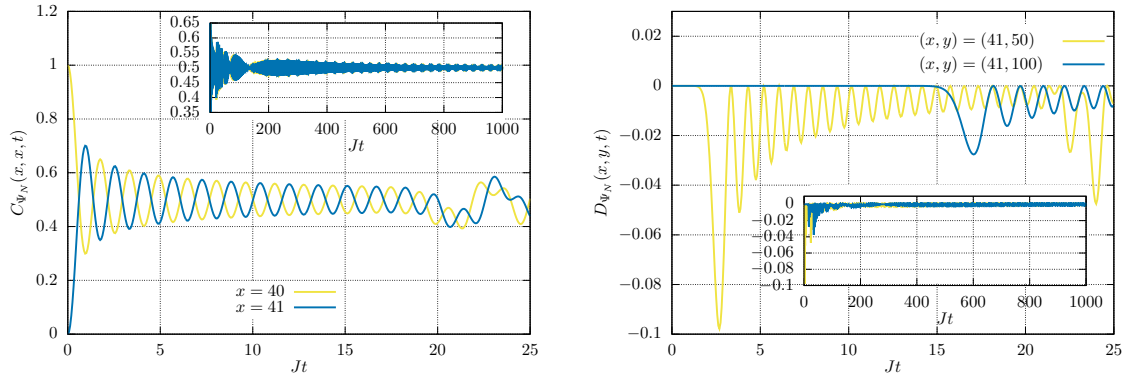 C_{Ψ_N}(x, x, t)
1.2
1
0.8
0.6
0.4
0.2
0
0 5 10 15 20 25
Jt
x = 40
x = 41
0.65
0.6
0.55
0.5
0.45
0.4
0.35
0 200 400 600 800 1000
Jt
D_{Ψ_N}(x, y, t)
0.02
0
−0.02
−0.04
−0.06
−0.08
−0.1
0 5 10 15 20 25
Jt
(x, y) = (41, 50)
(x, y) = (41, 100)
0
−0.02
−0.04
−0.06
−0.08
−0.1
0 200 400 600 800 1000
Jt